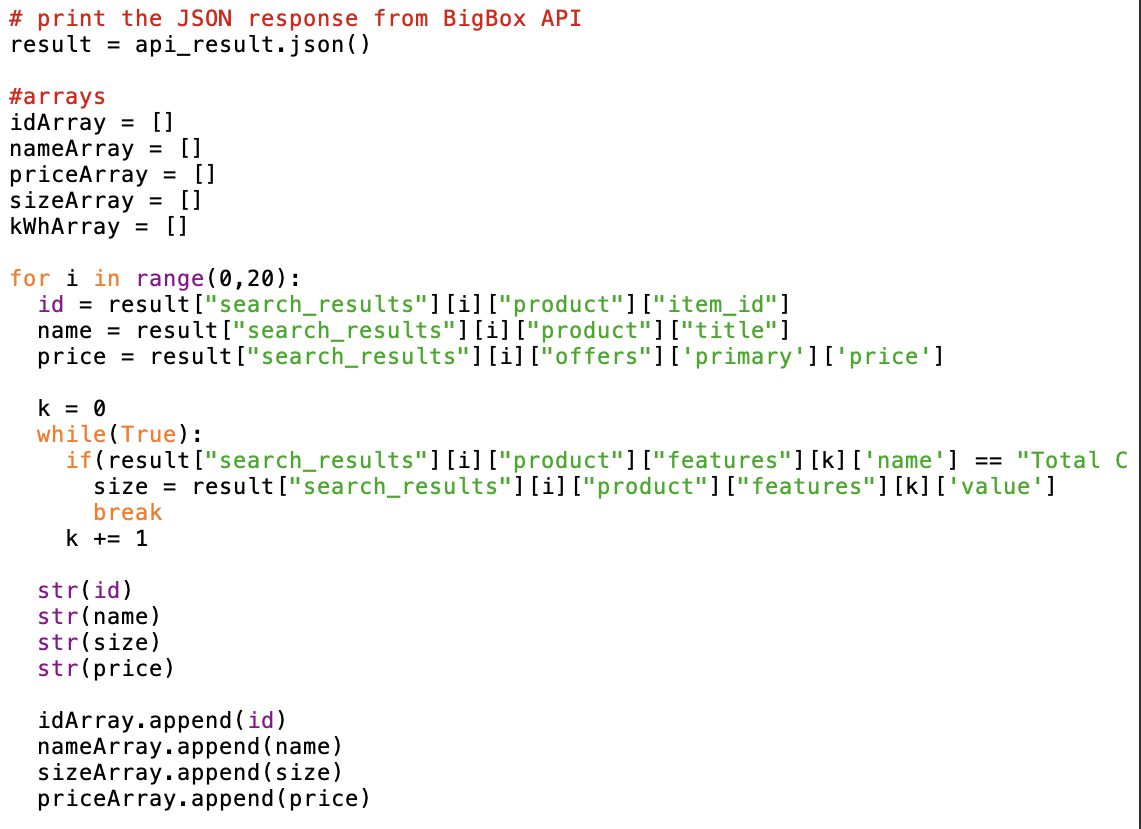 # print the JSON response from BigBox API
result = api_result.json()

#arrays
idArray = []
nameArray = []
priceArray = []
sizeArray = []
kWhArray = []

for i in range(0,20):
  id = result["search_results"][i]["product"]["item_id"]
  name = result["search_results"][i]["product"]["title"]
  price = result["search_results"][i]["offers"]['primary']['price']

  k = 0
  while(True):
    if(result["search_results"][i]["product"]["features"][k]['name'] == "Total C
      size = result["search_results"][i]["product"]["features"][k]['value']
      break
    k += 1

  str(id)
  str(name)
  str(size)
  str(price)

  idArray.append(id)
  nameArray.append(name)
  sizeArray.append(size)
  priceArray.append(price)